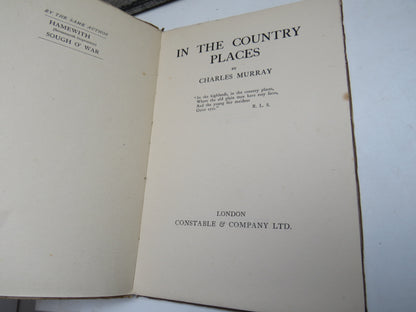 BY THE SAME AUTHOR
HAMEWITH
SOUGH O' WAR
IN THE COUNTRY
PLACES
BY
CHARLES MURRAY
"In the highlands, in the country places,
Where the old plain men have rosy faces,
And the young fair maidens
Quiet eyes."
R. L. S.
LONDON
CONSTABLE & COMPANY LTD.